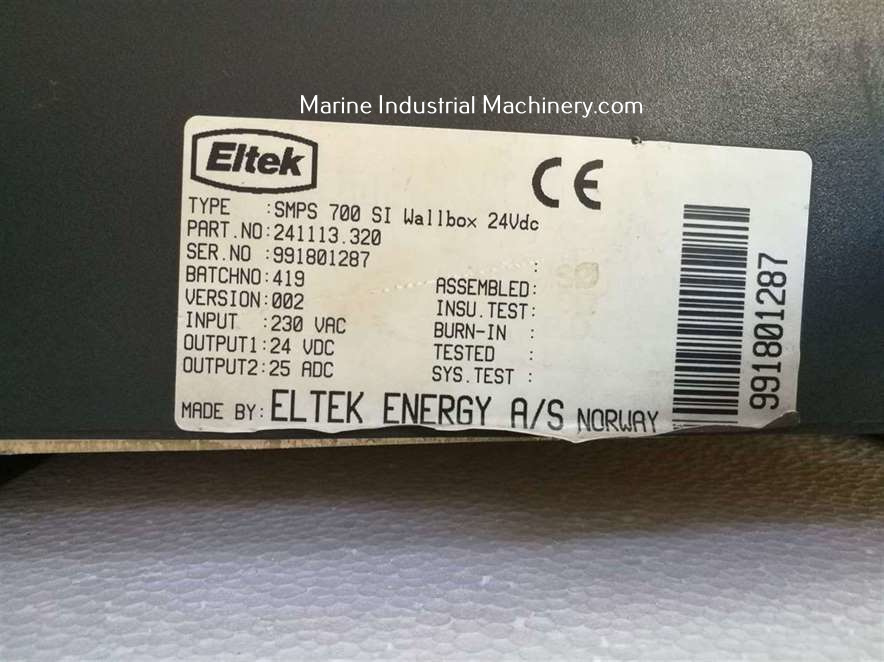 Marine Industrial Machinery.com
Eltek
CE
TYPE :SMPS 700 SI Wallbox 24Vdc
PART.NO:241113.320
SER.NO :991801287
BATCHNO:419
VERSION:002
INPUT :230 VAC
OUTPUT1:24 VDC
OUTPUT2:25 ADC
:
ASSEMBLED:
INSU.TEST:
BURN-IN :
TESTED :
SYS.TEST :
MADE BY: ELTEK ENERGY A/S NORWAY
991801287